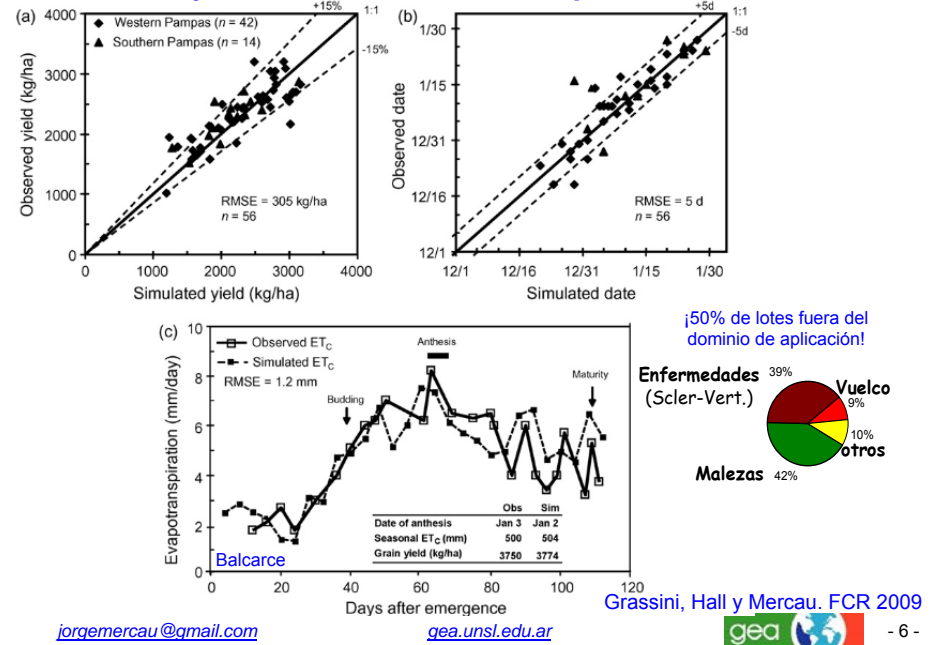 (a)
4000
3000
2000
1000
0
Observed yield (kg/ha)
Western Pampas (n = 42)
Southern Pampas (n = 14)
+15%
1:1
-15%
RMSE = 305 kg/ha
n = 56
0 1000 2000 3000 4000
Simulated yield (kg/ha)
(b)
1/30
1/15
12/31
12/16
12/1
Observed date
+5d
1:1
-5d
RMSE = 5 d
n = 56
12/1 12/16 12/31 1/15 1/30
Simulated date
(c)
10
8
6
4
2
0
Evapotranspiration (mm/day)
Observed ETC
Simulated ETC
RMSE = 1.2 mm
Budding
Anthesis
Maturity
Obs Sim
Date of anthesis Jan 3 Jan 2
Seasonal ETC (mm) 500 504
Grain yield (kg/ha) 3750 3774
Balcarce
0 20 40 60 80 100 120
Days after emergence
¡50% de lotes fuera del
dominio de aplicación!
Enfermedades 39%
(Scler-Vert.)
Vuelco
9%
10%
otros
Malezas 42%
Grassini, Hall y Mercau. FCR 2009
jorgemercau@gmail.com
gea.unsl.edu.ar
gea
- 6 -